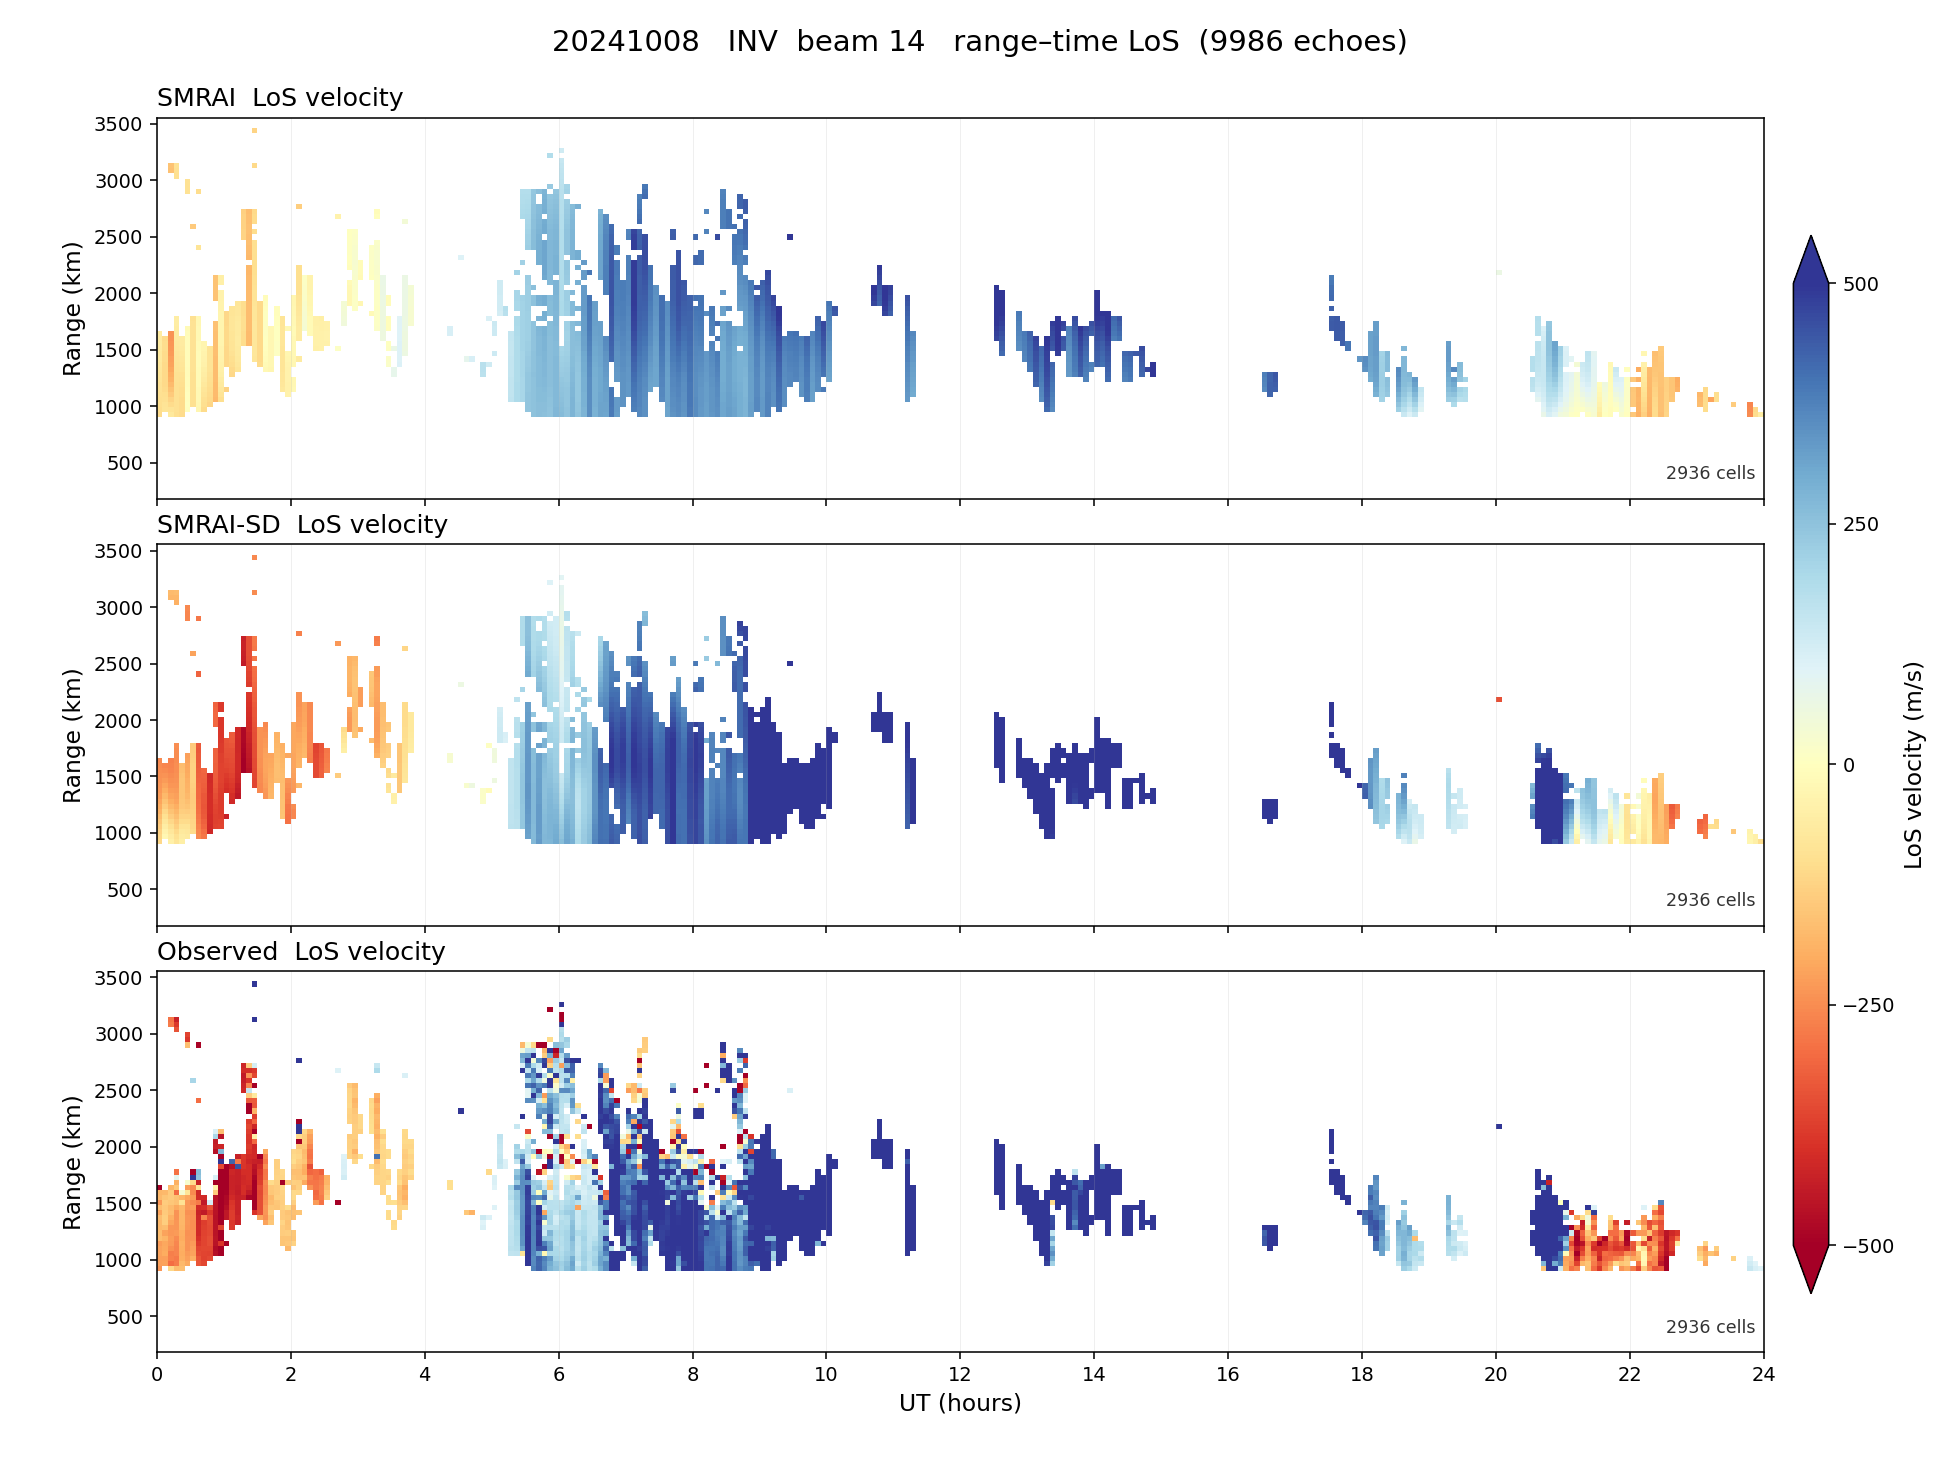 20241008   INV  beam 14   range–time LoS  (9986 echoes)
SMRAI  LoS velocity
3500
3000
2500
2000
1500
1000
500
Range (km)
2936 cells
SMRAI-SD  LoS velocity
3500
3000
2500
2000
1500
1000
500
Range (km)
2936 cells
Observed  LoS velocity
3500
3000
2500
2000
1500
1000
500
Range (km)
2936 cells
0 2 4 6 8 10 12 14 16 18 20 22 24
UT (hours)
500
250
0
−250
−500
LoS velocity (m/s)